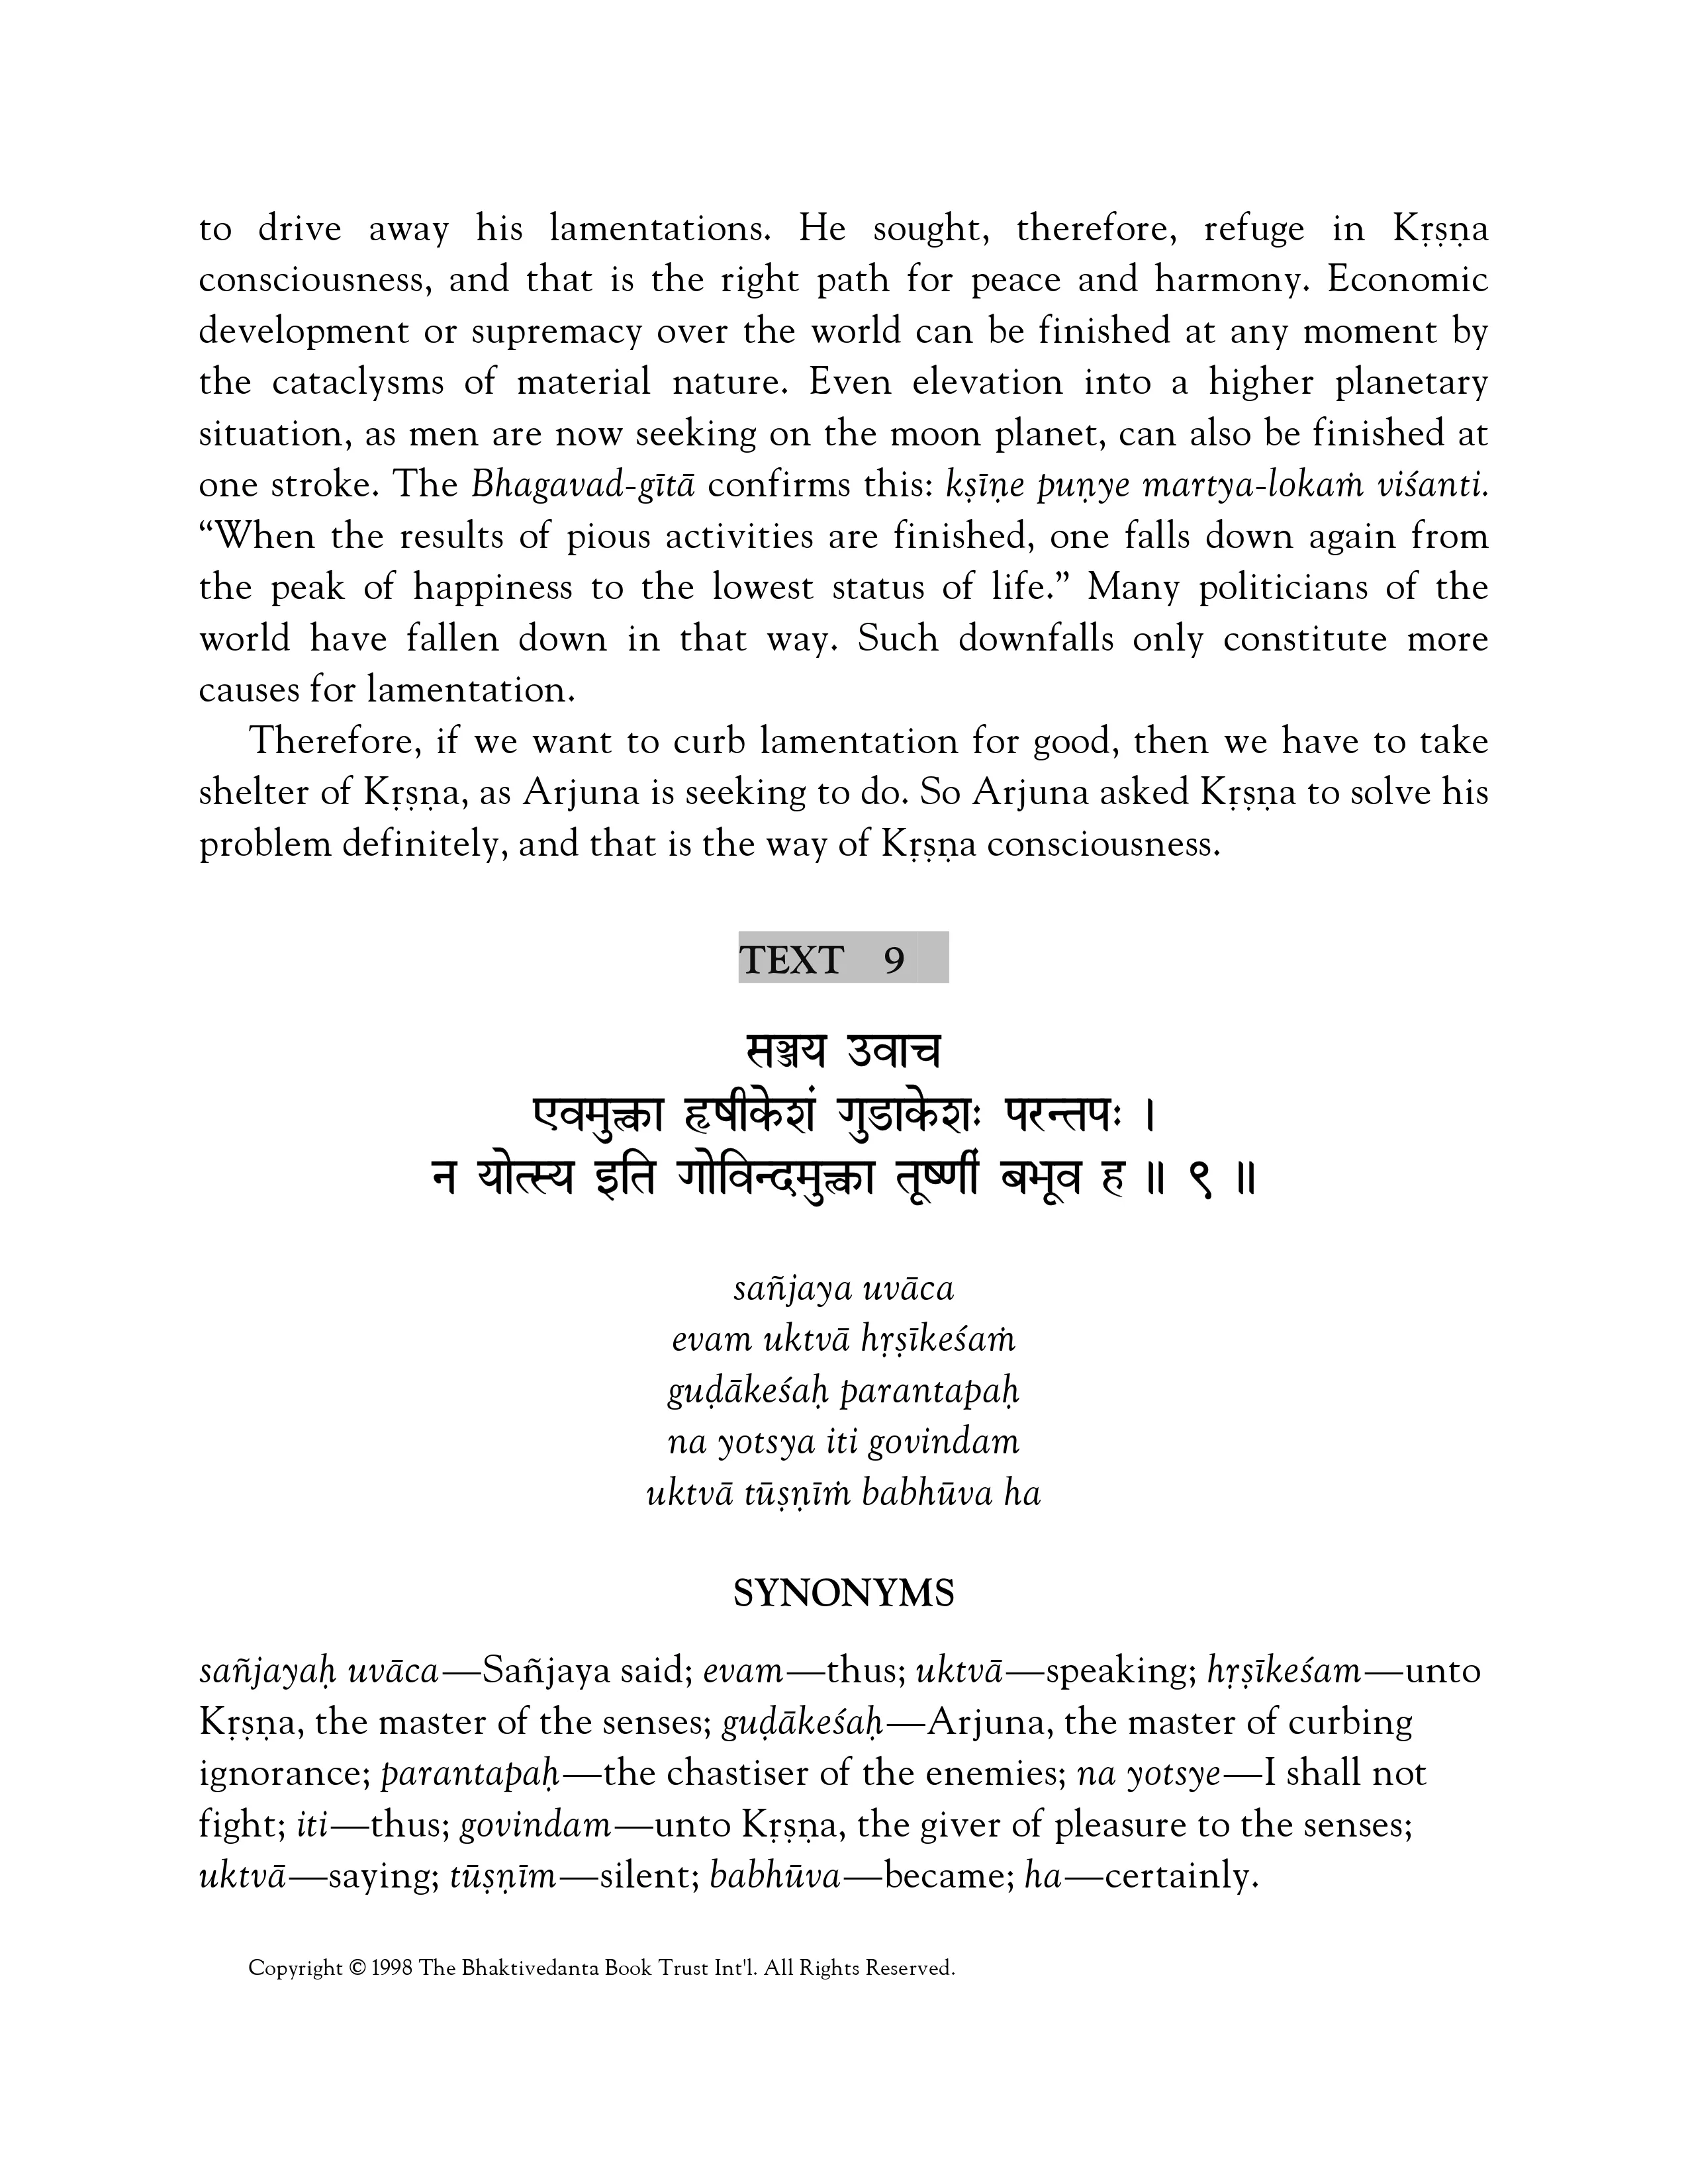 to drive away his lamentations. He sought, therefore, refuge in Kṛṣṇa
consciousness, and that is the right path for peace and harmony. Economic
development or supremacy over the world can be finished at any moment by
the cataclysms of material nature. Even elevation into a higher planetary
situation, as men are now seeking on the moon planet, can also be finished at
one stroke. The Bhagavad-gītā confirms this: kṣīṇe puṇye martya-lokaṁ viśanti.
“When the results of pious activities are finished, one falls down again from
the peak of happiness to the lowest status of life.” Many politicians of the
world have fallen down in that way. Such downfalls only constitute more
causes for lamentation.
Therefore, if we want to curb lamentation for good, then we have to take
shelter of Kṛṣṇa, as Arjuna is seeking to do. So Arjuna asked Kṛṣṇa to solve his
problem definitely, and that is the way of Kṛṣṇa consciousness.
TEXT 9
सञ्जय उवाच
एवमुक्त्वा हृषीकेशं गुडाकेशः परन्तपः ।
न योत्स्य इति गोविन्दमुक्त्वा तूष्णीं बभूव ह ॥ ९ ॥
sañjaya uvāca
evam uktvā hṛṣīkeśaṁ
guḍākeśaḥ parantapaḥ
na yotsya iti govindam
uktvā tūṣṇīṁ babhūva ha
SYNONYMS
sañjayaḥ uvāca—Sañjaya said; evam—thus; uktvā—speaking; hṛṣīkeśam—unto
Kṛṣṇa, the master of the senses; guḍākeśaḥ—Arjuna, the master of curbing
ignorance; parantapaḥ—the chastiser of the enemies; na yotsye—I shall not
fight; iti—thus; govindam—unto Kṛṣṇa, the giver of pleasure to the senses;
uktvā—saying; tūṣṇīm—silent; babhūva—became; ha—certainly.
Copyright © 1998 The Bhaktivedanta Book Trust Int'l. All Rights Reserved.